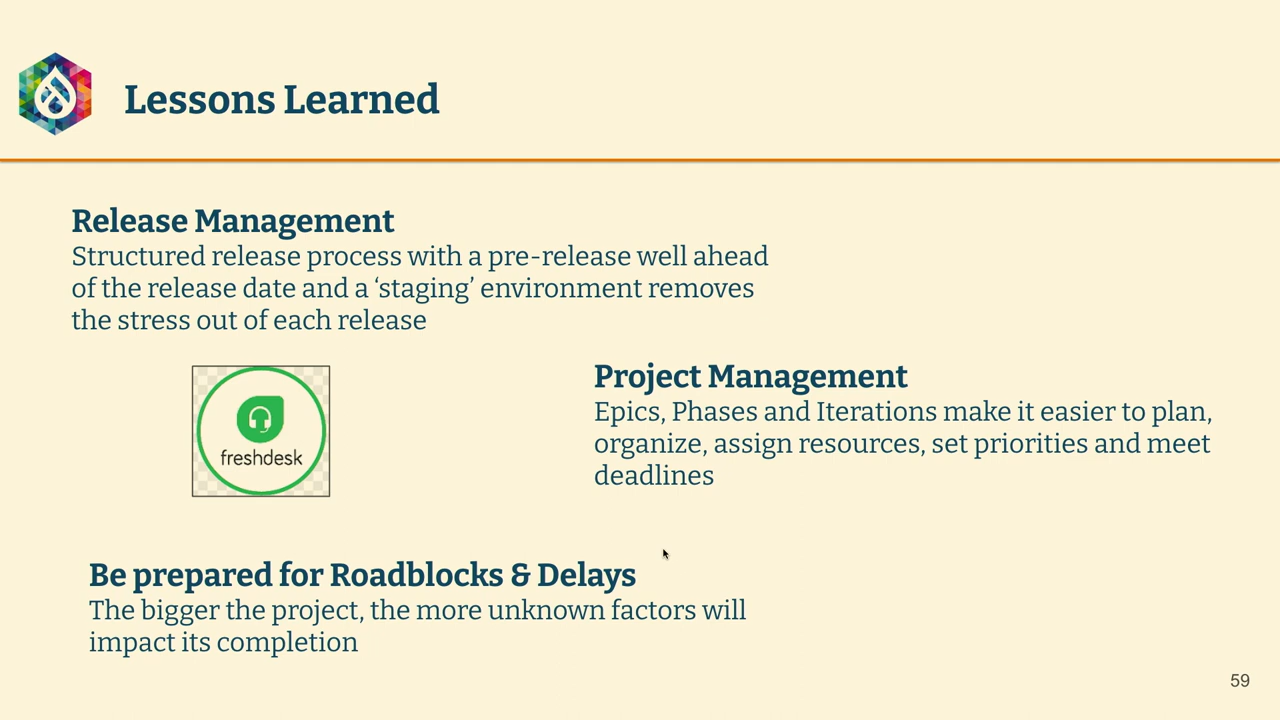 Lessons Learned
Release Management
Structured release process with a pre-release well ahead
of the release date and a ‘staging’ environment removes
the stress out of each release
freshdesk
Project Management
Epics, Phases and Iterations make it easier to plan,
organize, assign resources, set priorities and meet
deadlines
Be prepared for Roadblocks & Delays
The bigger the project, the more unknown factors will
impact its completion
59